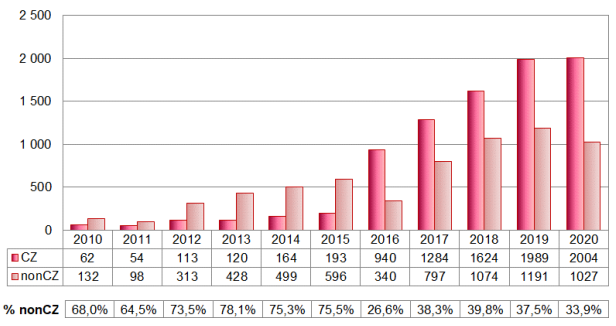 2 500
2 000
1 500
1 000
500
0
2010 2011 2012 2013 2014 2015 2016 2017 2018 2019 2020
CZ 62 54 113 120 164 193 940 1284 1624 1989 2004
nonCZ 132 98 313 428 499 596 340 797 1074 1191 1027
% nonCZ 68,0% 64,5% 73,5% 78,1% 75,3% 75,5% 26,6% 38,3% 39,8% 37,5% 33,9%